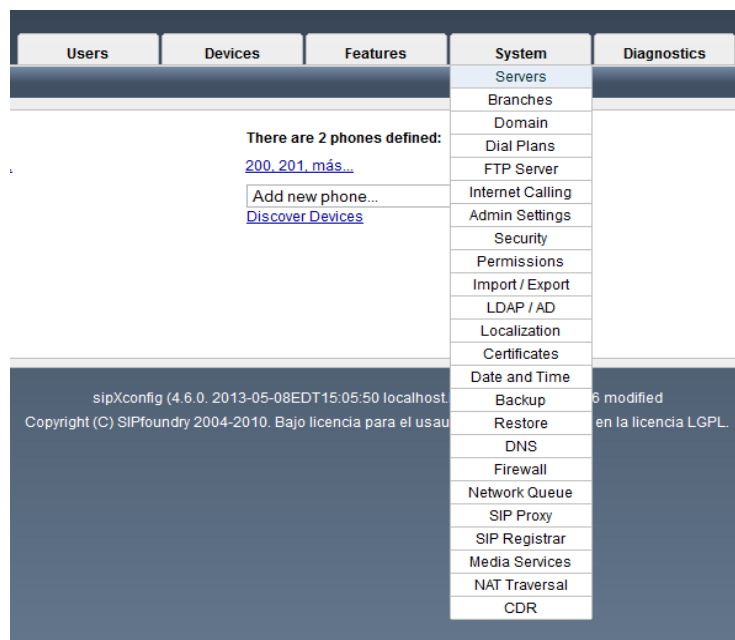 Users Devices Features System Diagnostics
Servers
Branches
Domain
There are 2 phones defined:
Dial Plans
200, 201, más...
FTP Server
Internet Calling
Add new phone...
Discover Devices
Admin Settings
Security
Permissions
Import / Export
LDAP / AD
Localization
Certificates
Date and Time
sipXconfig (4.6.0. 2013-05-08EDT15:05:50 localhost. 6 modified
Backup
Copyright (C) SIPfoundry 2004-2010. Bajo licencia para el usau en la licencia LGPL.
Restore
DNS
Firewall
Network Queue
SIP Proxy
SIP Registrar
Media Services
NAT Traversal
CDR